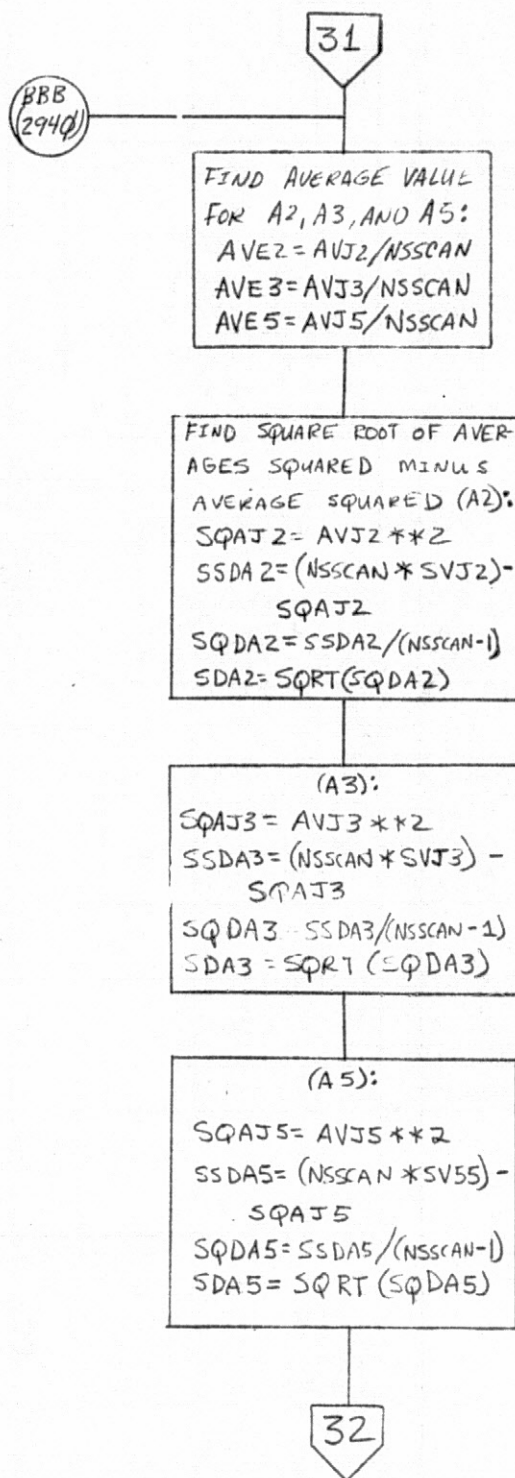 31
BBB
2940
FIND AVERAGE VALUE
FOR A2, A3, AND A5:
AVE2=AVJ2/NSSCAN
AVE3=AVJ3/NSSCAN
AVE5=AVJ5/NSSCAN
FIND SQUARE ROOT OF AVER-
AGES SQUARED MINUS
AVERAGE SQUARED (A2):
SQAJ2= AVJ2**2
SSDA2=(NSSCAN*SVJ2)-
SQAJ2
SQDA2=SSDA2/(NSSCAN-1)
SDA2=SQRT(SQDA2)
(A3):
SQAJ3= AVJ3**2
SSDA3=(NSSCAN*SVJ3)-
SQAJ3
SQDA3 SSDA3/(NSSCAN-1)
SDA3=SQRT(SQDA3)
(A5):
SQAJ5= AVJ5**2
SSDA5=(NSSCAN*SV55)-
SQAJ5
SQDA5=SSDA5/(NSSCAN-1)
SDA5=SQRT(SQDA5)
32